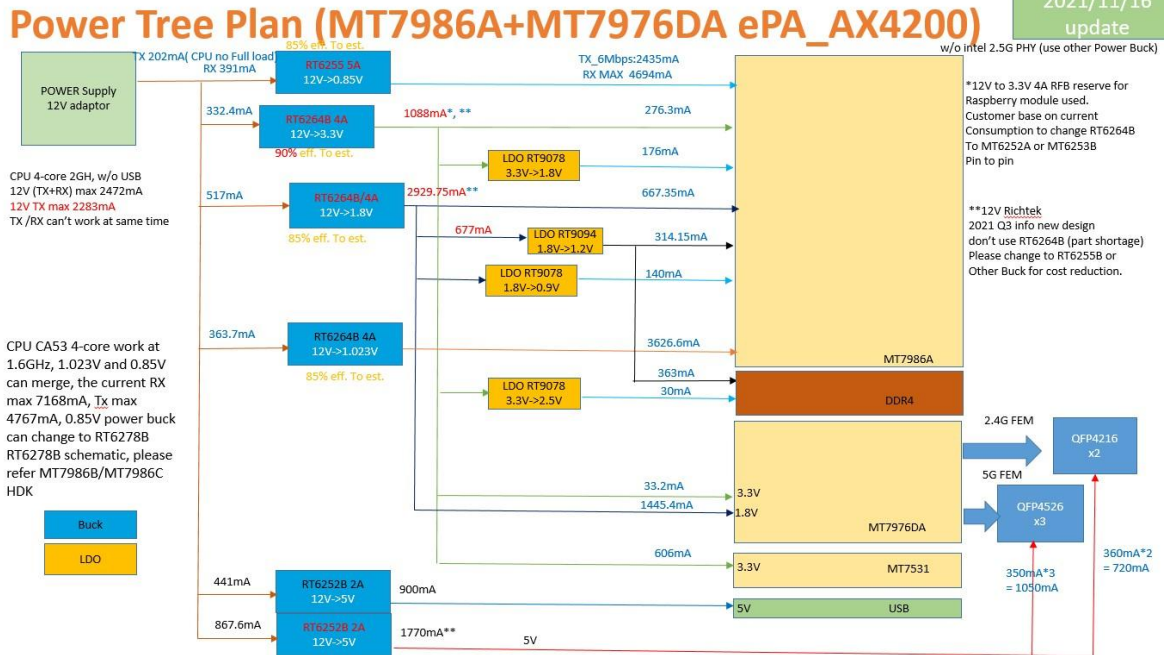 Power Tree Plan (MT7986A+MT7976DA ePA_AX4200)
2021/11/16
update
w/o intel 2.5G PHY (use other Power Buck)
POWER Supply
12V adaptor
TX 202mA( CPU no Full load)
RX 391mA
85% eff. To est.
RT6255 5A
12V->0.85V
TX_6Mbps:2435mA
RX MAX 4694mA
332.4mA
RT6264B 4A
12V->3.3V
90% eff. To est.
1088mA*, **
276.3mA
LDO RT9078
3.3V->1.8V
176mA
*12V to 3.3V 4A RFB reserve for
Raspberry module used.
Customer base on current
Consumption to change RT6264B
To MT6252A or MT6253B
Pin to pin
CPU 4-core 2GH, w/o USB
12V (TX+RX) max 2472mA
12V TX max 2283mA
TX /RX can't work at same time
517mA
RT6264B/4A
12V->1.8V
85% eff. To est.
2929.75mA**
667.35mA
677mA
LDO RT9094
1.8V->1.2V
314.15mA
LDO RT9078
1.8V->0.9V
140mA
**12V Richtek
2021 Q3 info new design
don't use RT6264B (part shortage)
Please change to RT6255B or
Other Buck for cost reduction.
363.7mA
RT6264B 4A
12V->1.023V
85% eff. To est.
3626.6mA
MT7986A
CPU CA53 4-core work at
1.6GHz, 1.023V and 0.85V
can merge, the current RX
max 7168mA, Tx max
4767mA, 0.85V power buck
can change to RT6278B
RT6278B schematic, please
refer MT7986B/MT7986C
HDK
363mA
LDO RT9078
3.3V->2.5V
30mA
DDR4
2.4G FEM
QFP4216
x2
5G FEM
QFP4526
x3
33.2mA
3.3V
1445.4mA
1.8V
MT7976DA
Buck
LDO
606mA
3.3V
MT7531
360mA*2
= 720mA
350mA*3
= 1050mA
441mA
RT6252B 2A
12V->5V
900mA
5V
USB
867.6mA
RT6252B 2A
12V->5V
1770mA**
5V